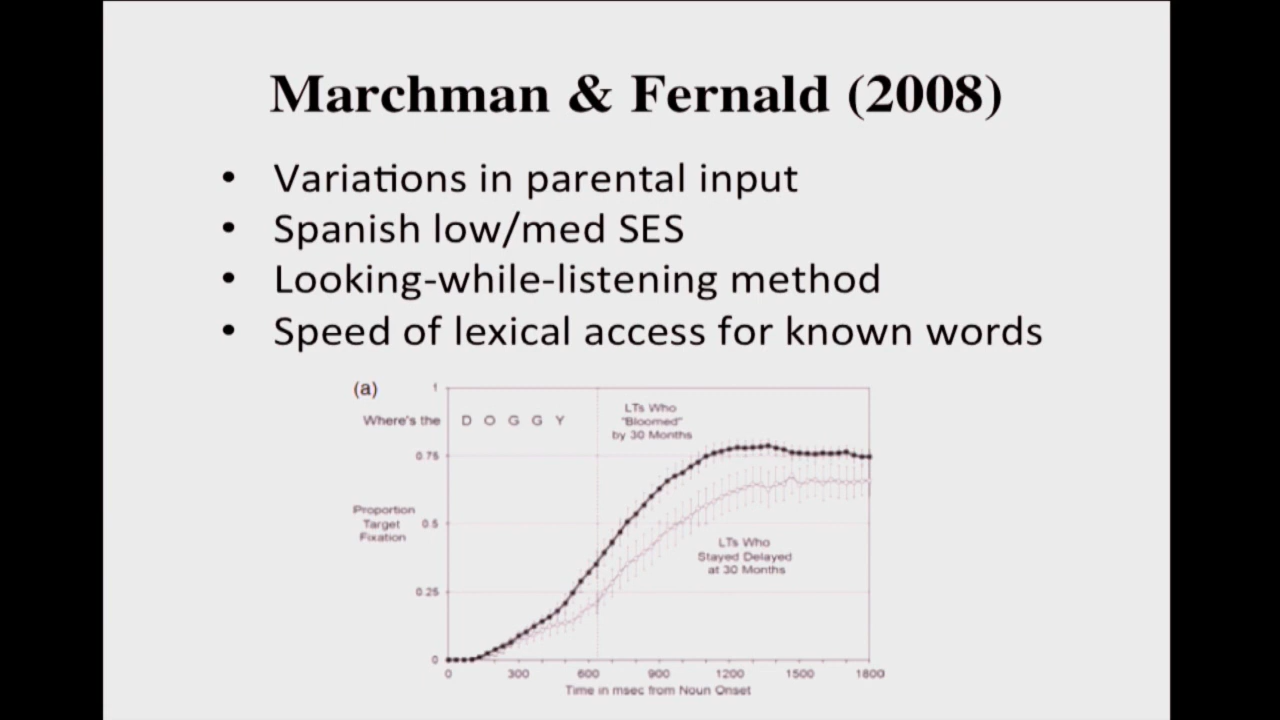 Marchman & Fernald (2008)
• Variations in parental input
• Spanish low/med SES
• Looking-while-listening method
• Speed of lexical access for known words
(a)
Where's the D O G G Y
LTs Who
"Bloomed"
by 30 Months
Proportion
Target
Fixation
LTs Who
Stayed Delayed
at 30 Months
1
0.75
0.5
0.25
0
0 300 600 900 1200 1500 1800
Time in msec from Noun Onset